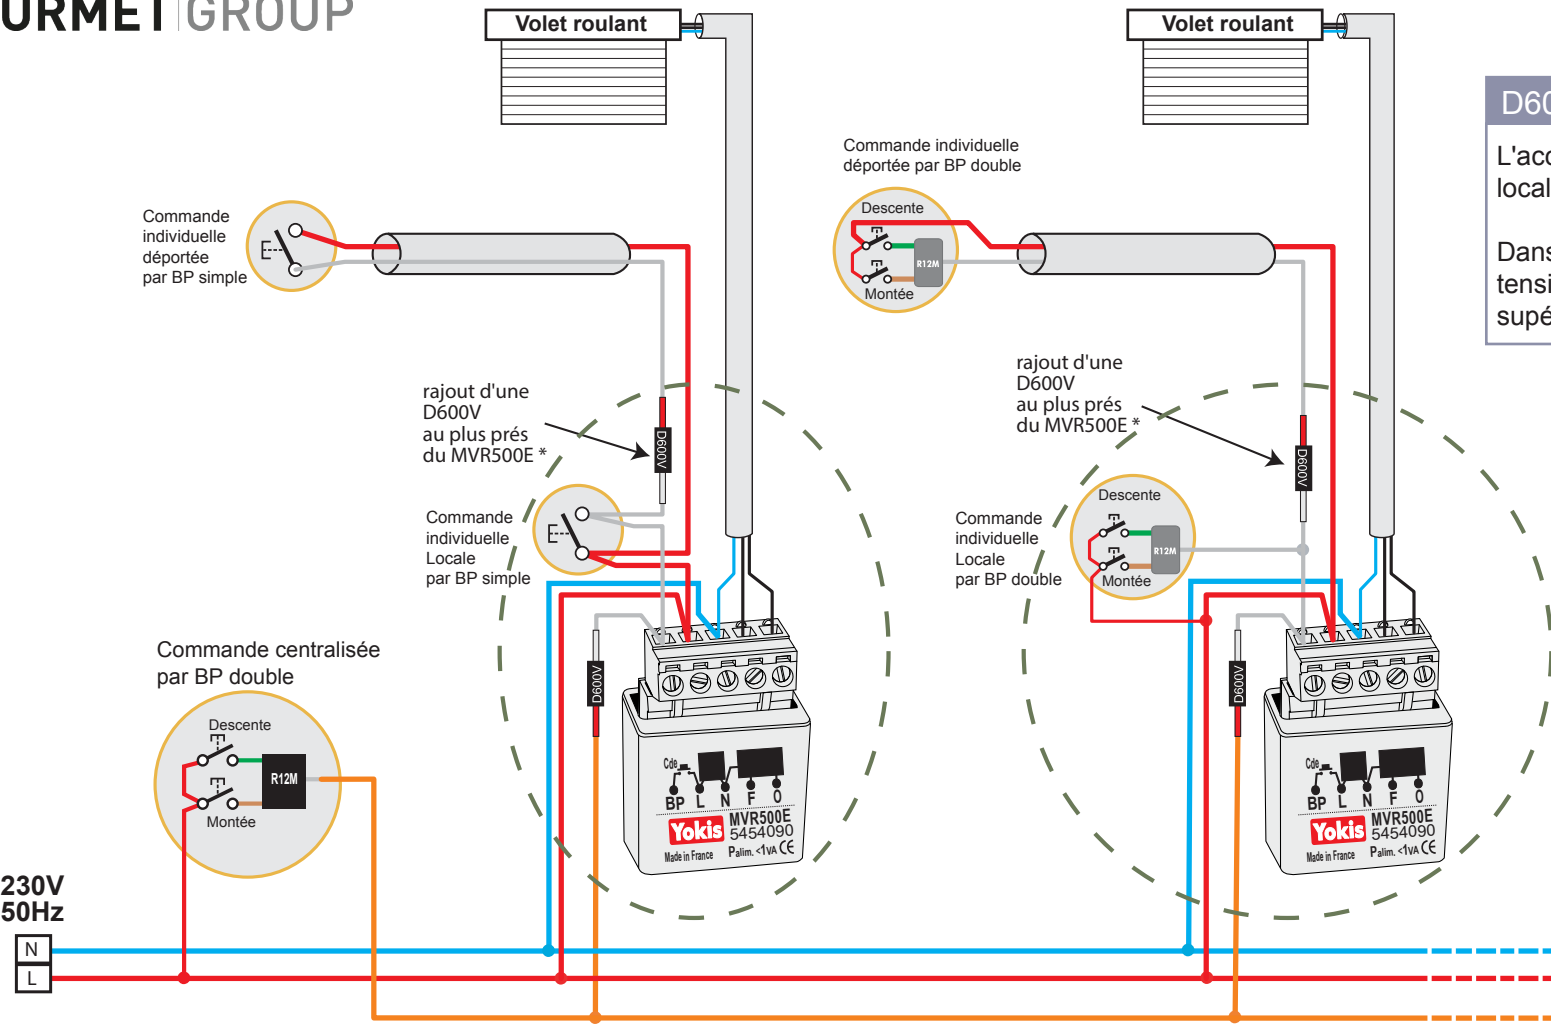 URMET GROUP
Volet roulant
Volet roulant
D60
L'acc
local
Dans
tensi
supé
Commande individuelle
déportée par BP double
Descente
R12M
Montée
Commande
individuelle
déportée
par BP simple
rajout d'une
D600V
au plus prés
du MVR500E *
D600V
rajout d'une
D600V
au plus prés
du MVR500E *
D600V
Commande
individuelle
Locale
par BP simple
Commande
individuelle
Locale
par BP double
Descente
R12M
Montée
Commande centralisée
par BP double
Descente
R12M
Montée
D600V
Cde
BP L N F O
Yokis MVR500E
5454090
Made in France Palim. <1VA CE
D600V
Cde
BP L N F O
Yokis MVR500E
5454090
Made in France Palim. <1VA CE
230V
50Hz
N
L